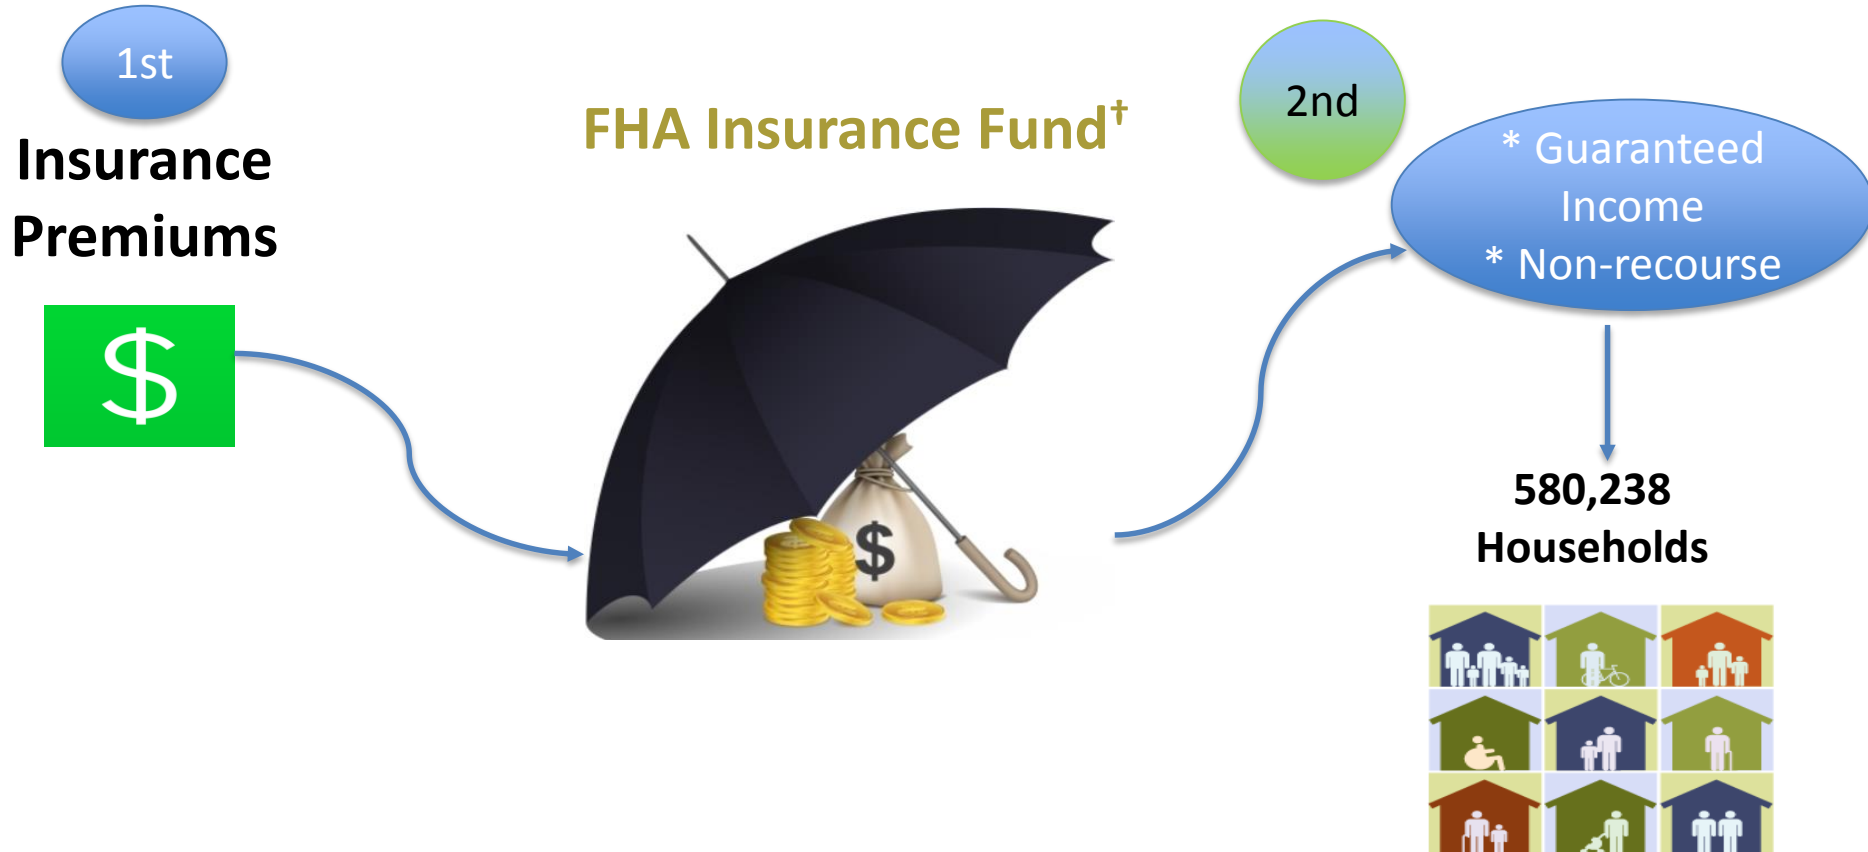 1st
Insurance
Premiums
$
FHA Insurance Fund†
$
2nd
* Guaranteed
Income
* Non-recourse
580,238
Households